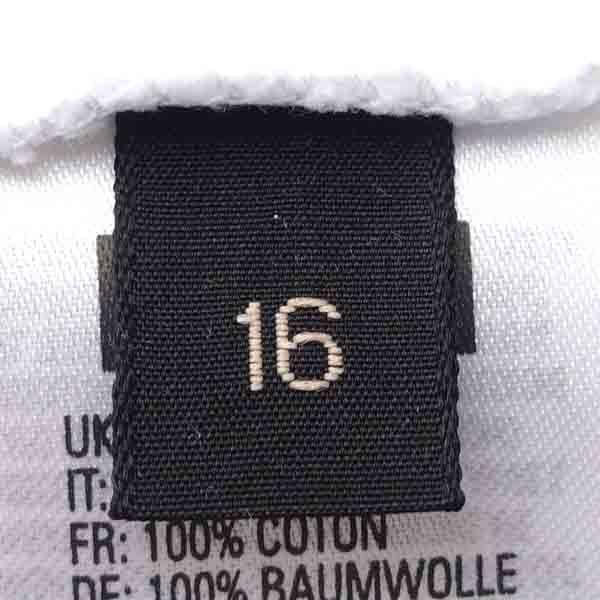 16
UK
IT:
FR: 100% COTON
DE: 100% BAUMWOLLE